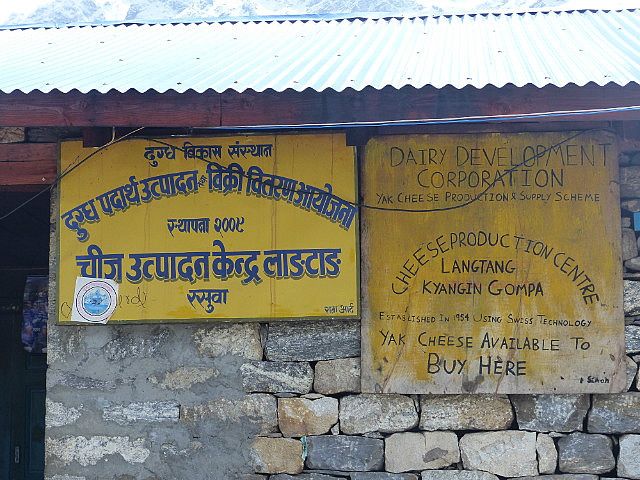 दुग्ध बिकास संस्थान
दुग्ध पदार्थ उत्पादन एवं विक्री वितरण आयोजना
स्थापना २००९
चीज उत्पादन केन्द्र लाङटाङ
रसुवा
DAIRY DEVELOPMENT
CORPORATION
YAK CHEESE PRODUCTION & SUPPLY SCHEME
CHEESE PRODUCTION CENTRE
LANGTANG
KYANGIN GOMPA
ESTABLISHED IN 1954 USING SWISS TECHNOLOGY
YAK CHEESE AVAILABLE TO
BUY HERE